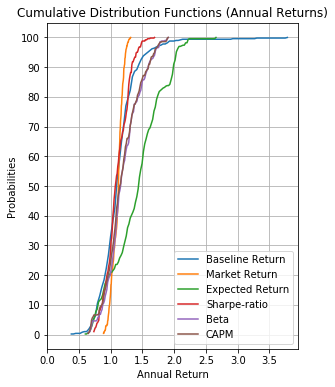 Cumulative Distribution Functions (Annual Returns)
100
90
80
70
60
50
40
30
20
10
0
Probabilities
Baseline Return
Market Return
Expected Return
Sharpe-ratio
Beta
CAPM
0.0 0.5 1.0 1.5 2.0 2.5 3.0 3.5
Annual Return